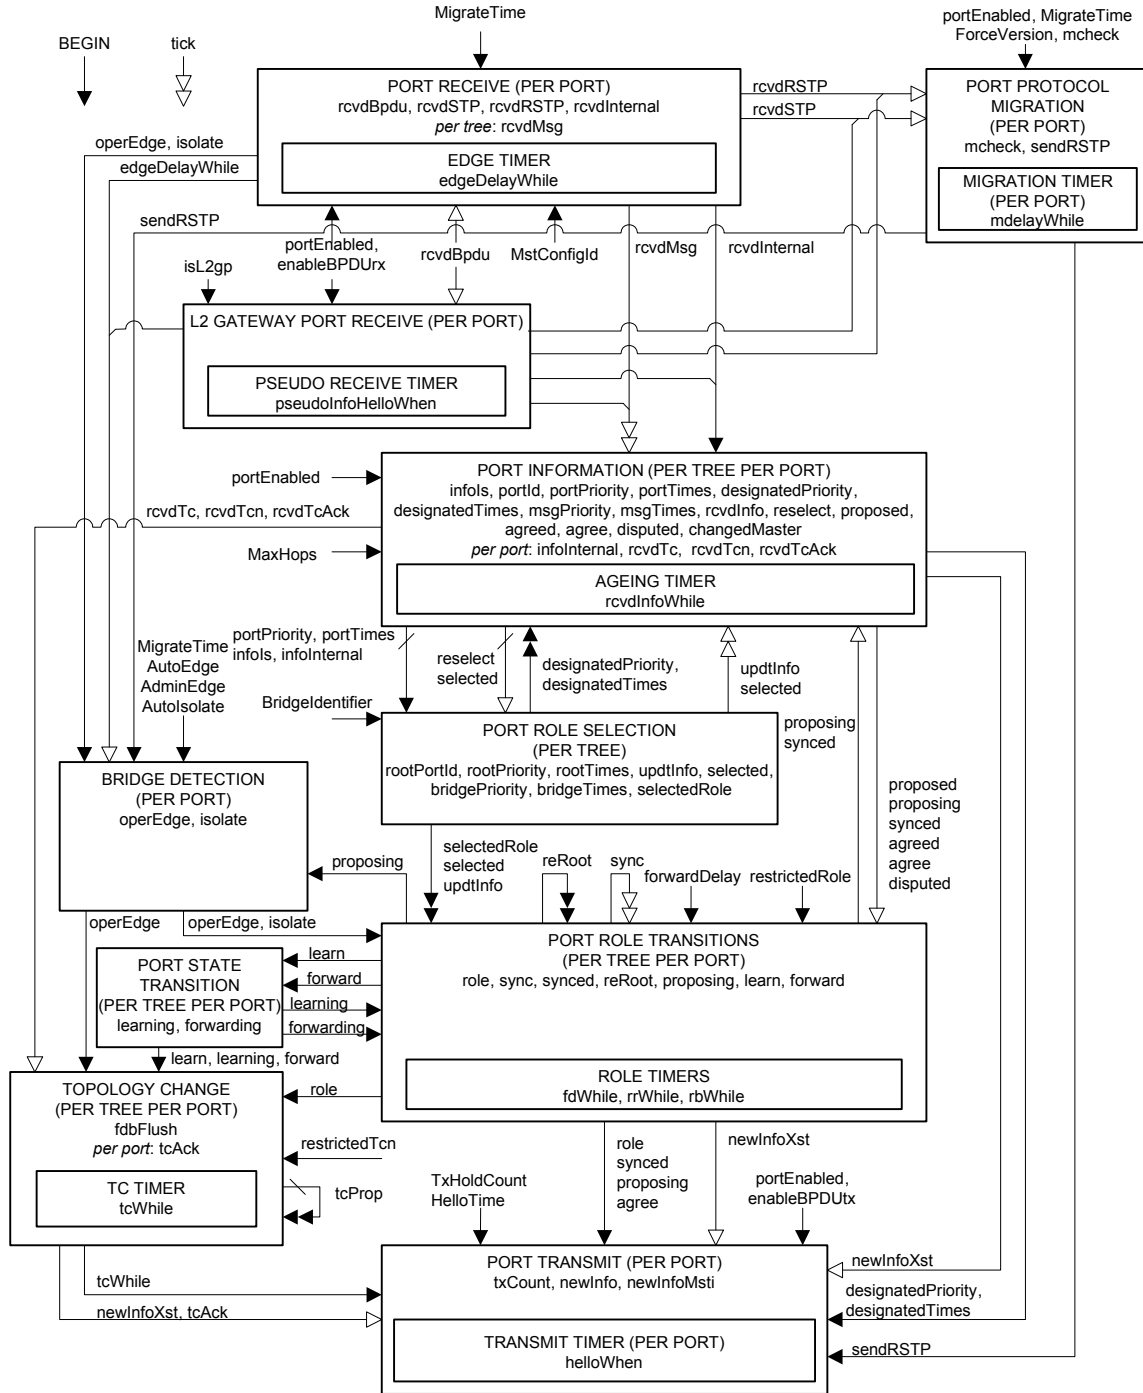 MigrateTime
portEnabled, MigrateTime
ForceVersion, mcheck
BEGIN
tick
PORT RECEIVE (PER PORT)
rcvdBpdu, rcvdSTP, rcvdRSTP, rcvdInternal
per tree: rcvdMsg
EDGE TIMER
edgeDelayWhile
rcvdRSTP
rcvdSTP
PORT PROTOCOL
MIGRATION
(PER PORT)
mcheck, sendRSTP
MIGRATION TIMER
(PER PORT)
mdelayWhile
operEdge, isolate
edgeDelayWhile
sendRSTP
portEnabled,
enableBPDUrx
rcvdBpdu
MstConfigId
rcvdMsg
rcvdInternal
isL2gp
L2 GATEWAY PORT RECEIVE (PER PORT)
PSEUDO RECEIVE TIMER
pseudoInfoHelloWhen
portEnabled
rcvdTc, rcvdTcn, rcvdTcAck
MaxHops
PORT INFORMATION (PER TREE PER PORT)
infoIs, portId, portPriority, portTimes, designatedPriority,
designatedTimes, msgPriority, msgTimes, rcvdInfo, reselect, proposed,
agreed, agree, disputed, changedMaster
per port: infoInternal, rcvdTc, rcvdTcn, rcvdTcAck
AGEING TIMER
rcvdInfoWhile
portPriority, portTimes
infoIs, infoInternal
reselect
selected
designatedPriority,
designatedTimes
updtInfo
selected
MigrateTime
AutoEdge
AdminEdge
AutoIsolate
BridgeIdentifier
PORT ROLE SELECTION
(PER TREE)
rootPortId, rootPriority, rootTimes, updtInfo, selected,
bridgePriority, bridgeTimes, selectedRole
proposing
synced
proposed
proposing
synced
agreed
agree
disputed
BRIDGE DETECTION
(PER PORT)
operEdge, isolate
proposing
selectedRole
selected
updtInfo
reRoot
sync
forwardDelay
restrictedRole
operEdge
operEdge, isolate
PORT ROLE TRANSITIONS
(PER TREE PER PORT)
role, sync, synced, reRoot, proposing, learn, forward
ROLE TIMERS
fdWhile, rrWhile, rbWhile
PORT STATE
TRANSITION
(PER TREE PER PORT)
learning, forwarding
learn
forward
learning
forwarding
learn, learning, forward
TOPOLOGY CHANGE
(PER TREE PER PORT)
fdbFlush
per port: tcAck
TC TIMER
tcWhile
role
restrictedTcn
tcProp
role
synced
proposing
agree
newInfoXst
TxHoldCount
HelloTime
portEnabled,
enableBPDUtx
PORT TRANSMIT (PER PORT)
txCount, newInfo, newInfoMsti
TRANSMIT TIMER (PER PORT)
helloWhen
tcWhile
newInfoXst, tcAck
newInfoXst
designatedPriority,
designatedTimes
sendRSTP